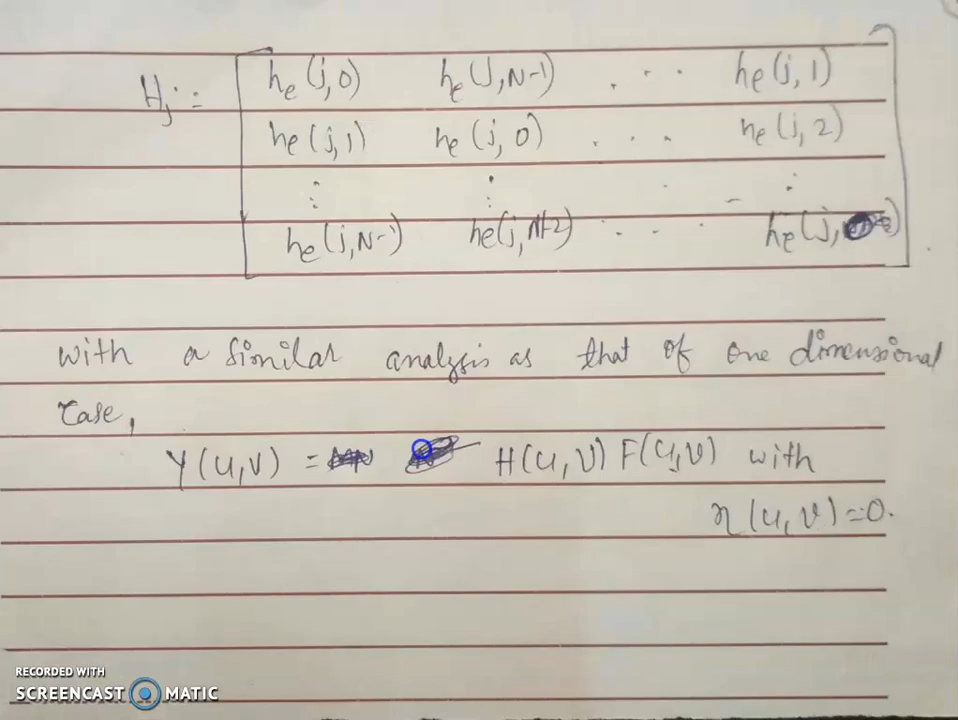 Hj = he(j,0) he(j,N-1) . . . he(j,1)
he(j,1) he(j,0) . . . he(j,2)
he(j,N-1) he(j,N-2) . . . he(j,
with a similar analysis as that of one dimensional
case,
Y(u,v) = H(u,v) F(u,v) with
η(u,v)=0.
RECORDED WITH
SCREENCAST MATIC